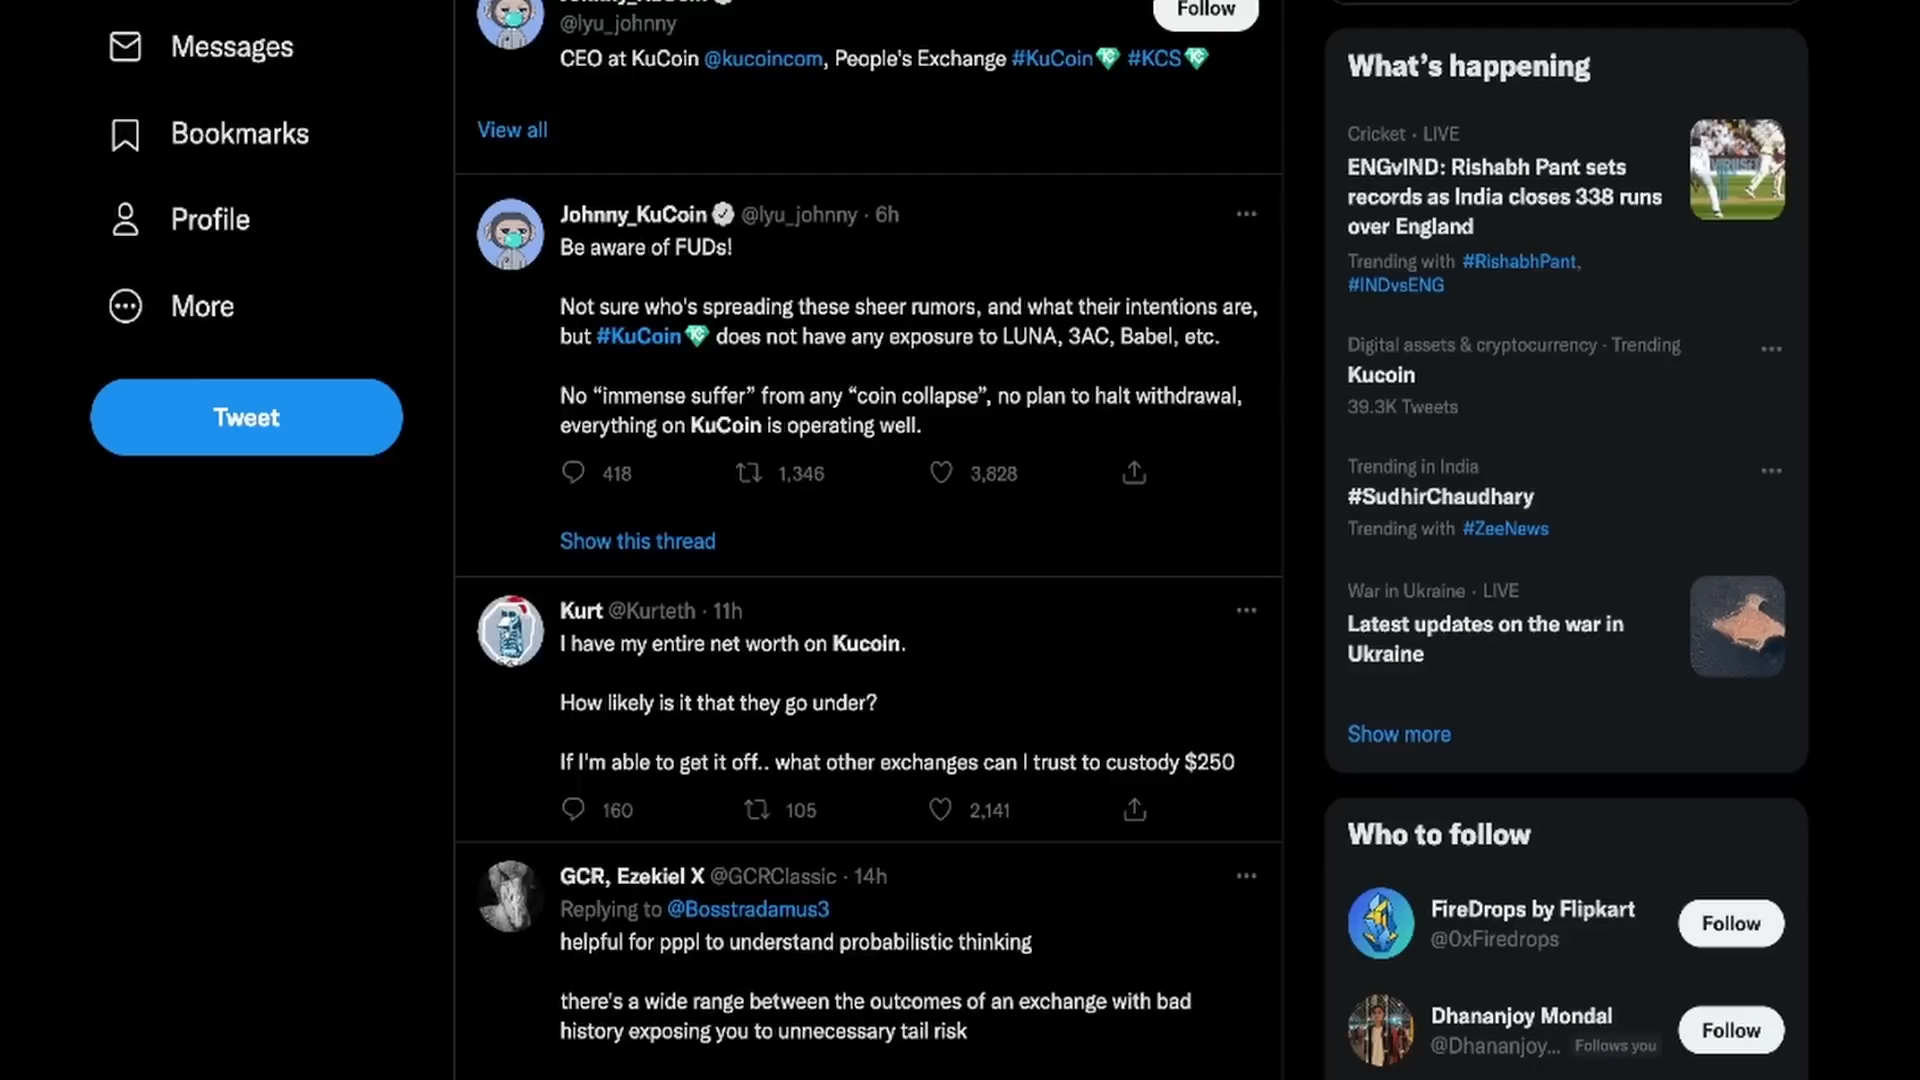 Messages
Bookmarks
Profile
More
Tweet
@lyu_johnny
Follow
CEO at KuCoin @kucoincom, People's Exchange #KuCoin #KCS
View all
Johnny_KuCoin @lyu_johnny · 6h
Be aware of FUDs!
Not sure who's spreading these sheer rumors, and what their intentions are,
but #KuCoin does not have any exposure to LUNA, 3AC, Babel, etc.
No “immense suffer” from any “coin collapse”, no plan to halt withdrawal,
everything on KuCoin is operating well.
418 1,346 3,828
Show this thread
Kurt @Kurteth · 11h
I have my entire net worth on Kucoin.
How likely is it that they go under?
If I'm able to get it off.. what other exchanges can I trust to custody $250
160 105 2,141
GCR, Ezekiel X @GCRClassic · 14h
Replying to @Bosstradamus3
helpful for pppl to understand probabilistic thinking
there's a wide range between the outcomes of an exchange with bad
history exposing you to unnecessary tail risk
What's happening
Cricket · LIVE
ENGvIND: Rishabh Pant sets
records as India closes 338 runs
over England
Trending with #RishabhPant,
#INDvsENG
Digital assets & cryptocurrency · Trending
Kucoin
39.3K Tweets
Trending in India
#SudhirChaudhary
Trending with #ZeeNews
War in Ukraine · LIVE
Latest updates on the war in
Ukraine
Show more
Who to follow
FireDrops by Flipkart
@0xFiredrops
Follow
Dhananjoy Mondal
@Dhananjoy... Follows you
Follow